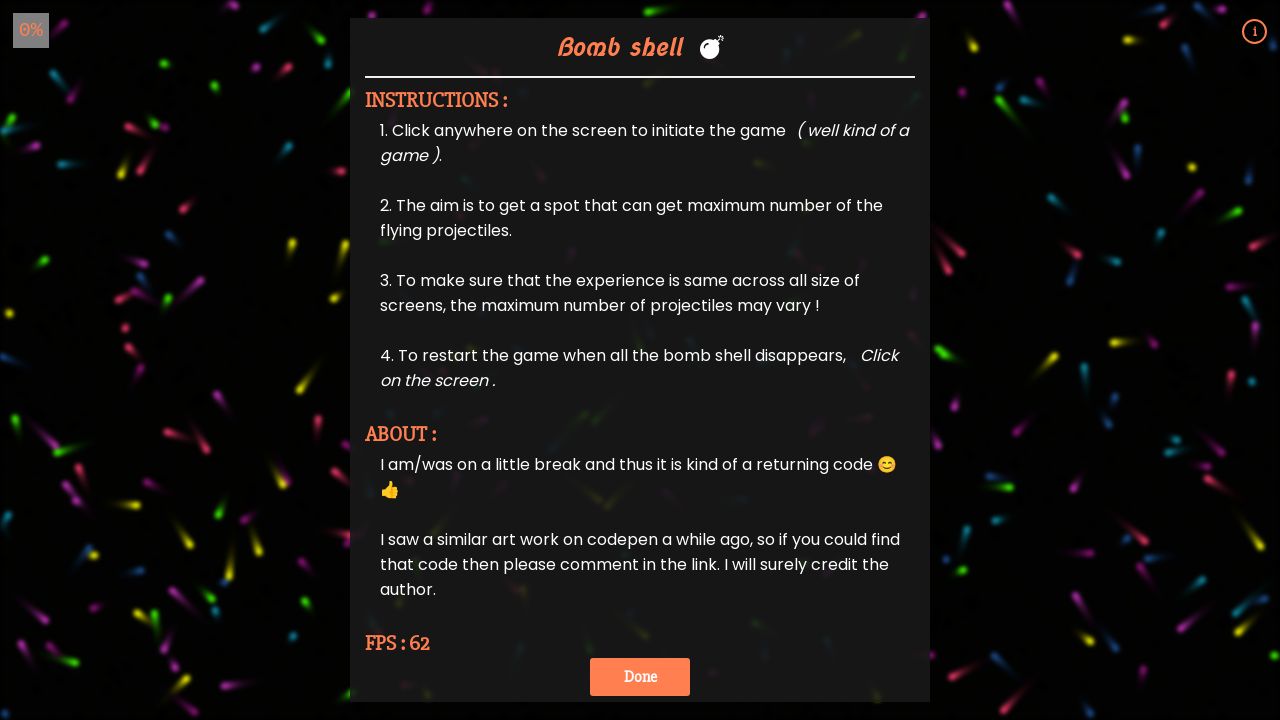 0%
i
Bomb shell 💣
INSTRUCTIONS :
1. Click anywhere on the screen to initiate the game ( well kind of a
game ).
2. The aim is to get a spot that can get maximum number of the
flying projectiles.
3. To make sure that the experience is same across all size of
screens, the maximum number of projectiles may vary !
4. To restart the game when all the bomb shell disappears, Click
on the screen .
ABOUT :
I am/was on a little break and thus it is kind of a returning code 😊
👍
I saw a similar art work on codepen a while ago, so if you could find
that code then please comment in the link. I will surely credit the
author.
FPS : 62
Done